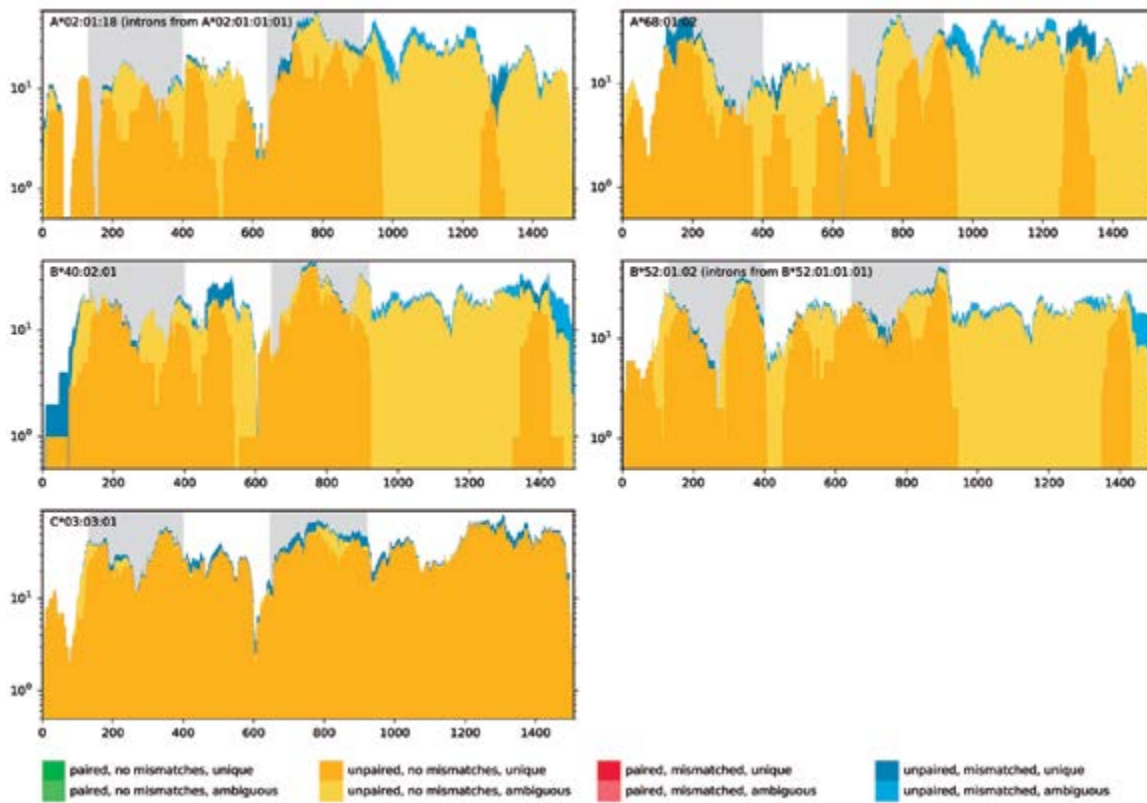 A*02:01:18 (introns from A*02:01:01:01)
A*68:01:02
10¹
10⁰
10¹
10⁰
0 200 400 600 800 1000 1200 1400
0 200 400 600 800 1000 1200 1400
B*40:02:01
B*52:01:02 (introns from B*52:01:01:01)
10¹
10⁰
10¹
10⁰
0 200 400 600 800 1000 1200 1400
0 200 400 600 800 1000 1200 1400
C*03:03:01
10¹
10⁰
0 200 400 600 800 1000 1200 1400
paired, no mismatches, unique
paired, no mismatches, ambiguous
unpaired, no mismatches, unique
unpaired, no mismatches, ambiguous
paired, mismatched, unique
paired, mismatched, ambiguous
unpaired, mismatched, unique
unpaired, mismatched, ambiguous